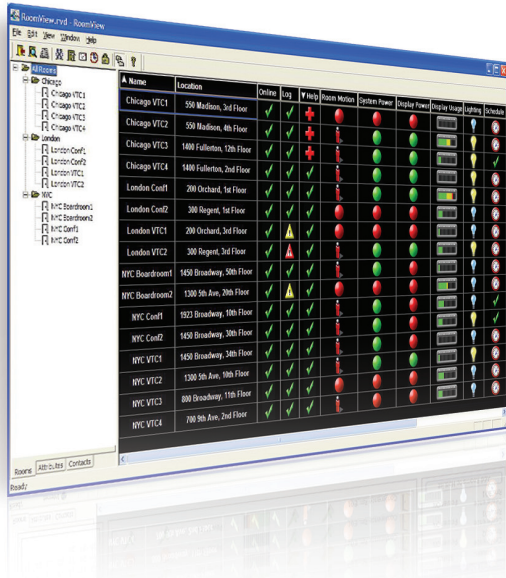 RoomView.rvd - RoomView
File Edit View Window Help
All Rooms
Chicago
Chicago VTC1
Chicago VTC2
Chicago VTC3
Chicago VTC4
London
London Conf1
London Conf2
London VTC1
London VTC2
NYC
NYC Boardroom1
NYC Boardroom2
NYC Conf1
NYC Conf2
Name Location Online Log Help Room Motion System Power Display Power Display Usage Lighting Schedule
Chicago VTC1 550 Madison, 3rd Floor
Chicago VTC2 550 Madison, 4th Floor
Chicago VTC3 1400 Fullerton, 12th Floor
Chicago VTC4 1400 Fullerton, 2nd Floor
London Conf1 200 Orchard, 1st Floor
London Conf2 300 Regent, 1st Floor
London VTC1 200 Orchard, 3rd Floor
London VTC2 300 Regent, 3rd Floor
NYC Boardroom1 1450 Broadway, 50th Floor
NYC Boardroom2 1300 5th Ave, 20th Floor
NYC Conf1 1923 Broadway, 10th Floor
NYC Conf2 1450 Broadway, 30th Floor
NYC VTC1 1450 Broadway, 34th Floor
NYC VTC2 1300 5th Ave, 10th Floor
NYC VTC3 800 Broadway, 11th Floor
NYC VTC4 700 9th Ave, 2nd Floor
Rooms Attributes Contacts
Ready